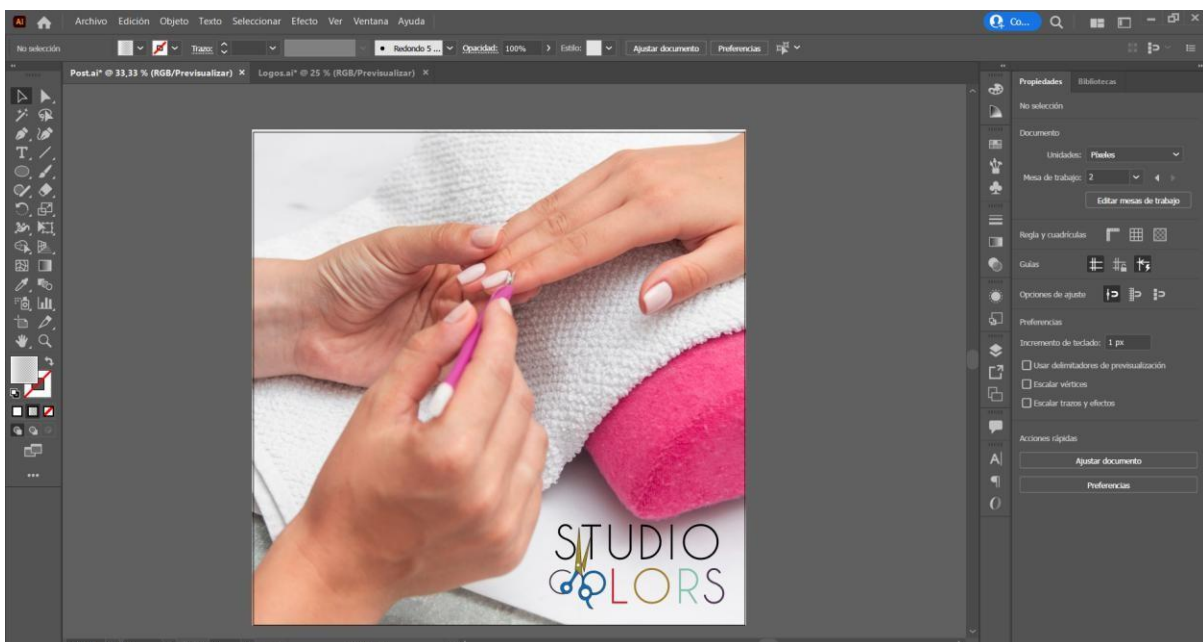 Archivo Edición Objeto Texto Seleccionar Efecto Ver Ventana Ayuda
Co...
No selección
Trazo:
Redondo 5 ...
Opacidad: 100%
Estilo:
Ajustar documento
Preferencias
Post.ai* @ 33,33 % (RGB/Previsualizar) ×
Logos.ai* @ 25 % (RGB/Previsualizar) ×
Propiedades
Bibliotecas
No selección
Documento
Unidades: Píxeles
Mesa de trabajo: 2
Editar mesas de trabajo
Regla y cuadrículas
Guías
Opciones de ajuste
Preferencias
Incremento de teclado: 1 px
Usar delimitadores de previsualización
Escalar vértices
Escalar trazos y efectos
Acciones rápidas
Ajustar documento
Preferencias
STUDIO
COLORS